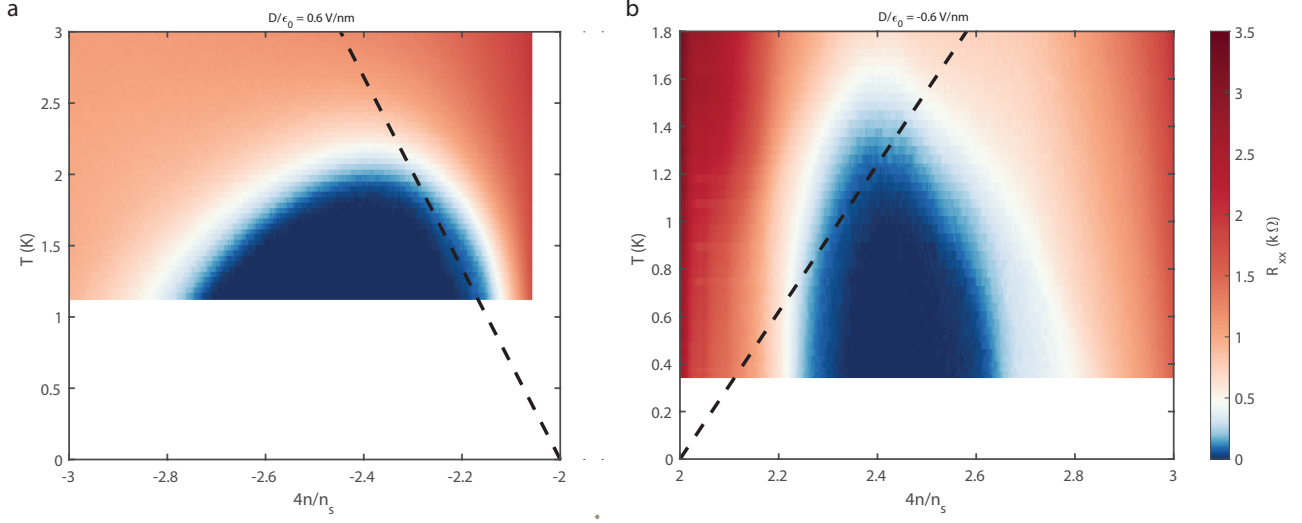 a
D/ϵ₀ = 0.6 V/nm
3
2.5
2
1.5
1
0.5
0
T (K)
-3 -2.8 -2.6 -2.4 -2.2 -2
4n/nₛ
b
D/ϵ₀ = -0.6 V/nm
1.8
1.6
1.4
1.2
1
0.8
0.6
0.4
0.2
0
T (K)
2 2.2 2.4 2.6 2.8 3
4n/nₛ
3.5
3
2.5
2
1.5
1
0.5
0
Rₓₓ (kΩ)